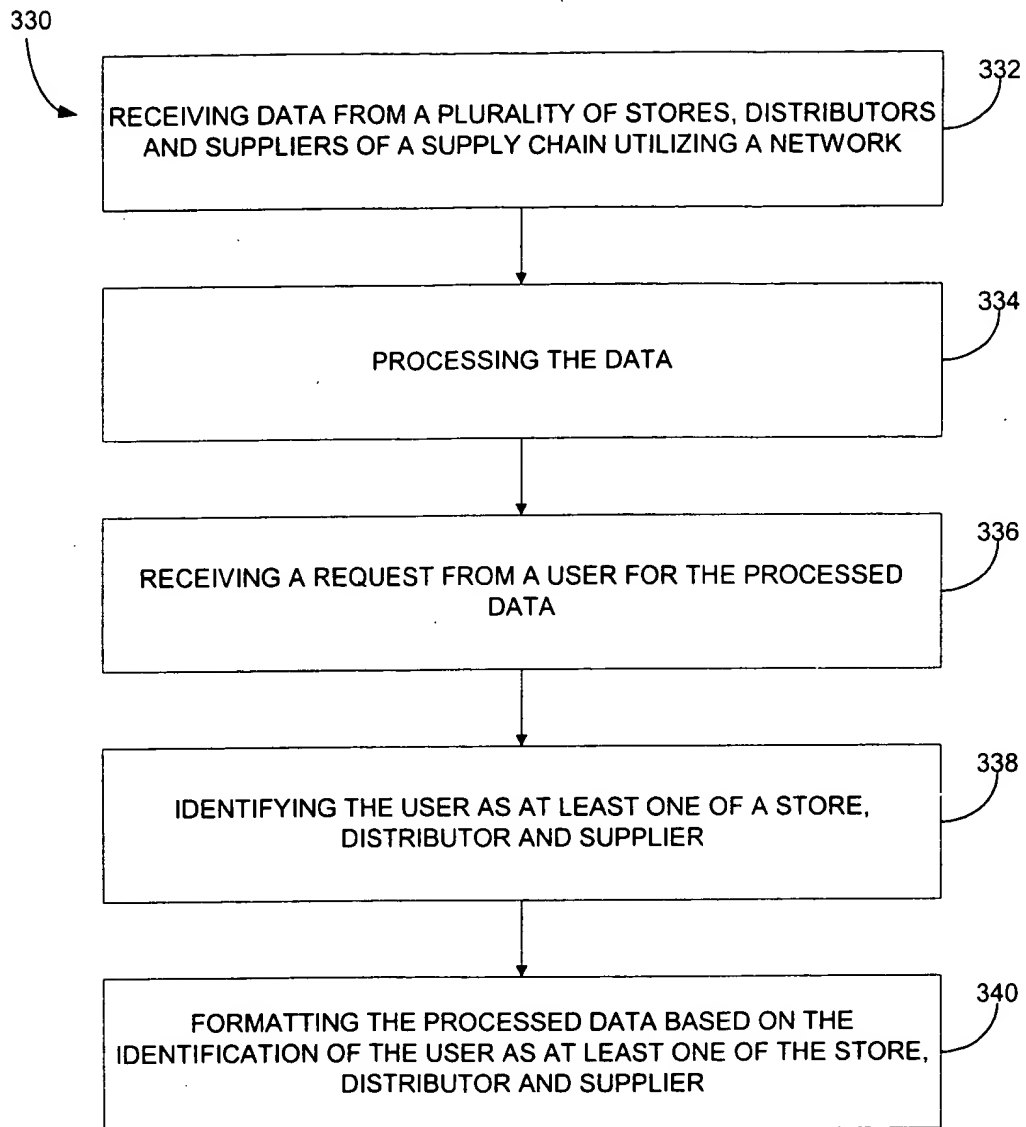 330
332
RECEIVING DATA FROM A PLURALITY OF STORES, DISTRIBUTORS
AND SUPPLIERS OF A SUPPLY CHAIN UTILIZING A NETWORK
334
PROCESSING THE DATA
336
RECEIVING A REQUEST FROM A USER FOR THE PROCESSED
DATA
338
IDENTIFYING THE USER AS AT LEAST ONE OF A STORE,
DISTRIBUTOR AND SUPPLIER
340
FORMATTING THE PROCESSED DATA BASED ON THE
IDENTIFICATION OF THE USER AS AT LEAST ONE OF THE STORE,
DISTRIBUTOR AND SUPPLIER